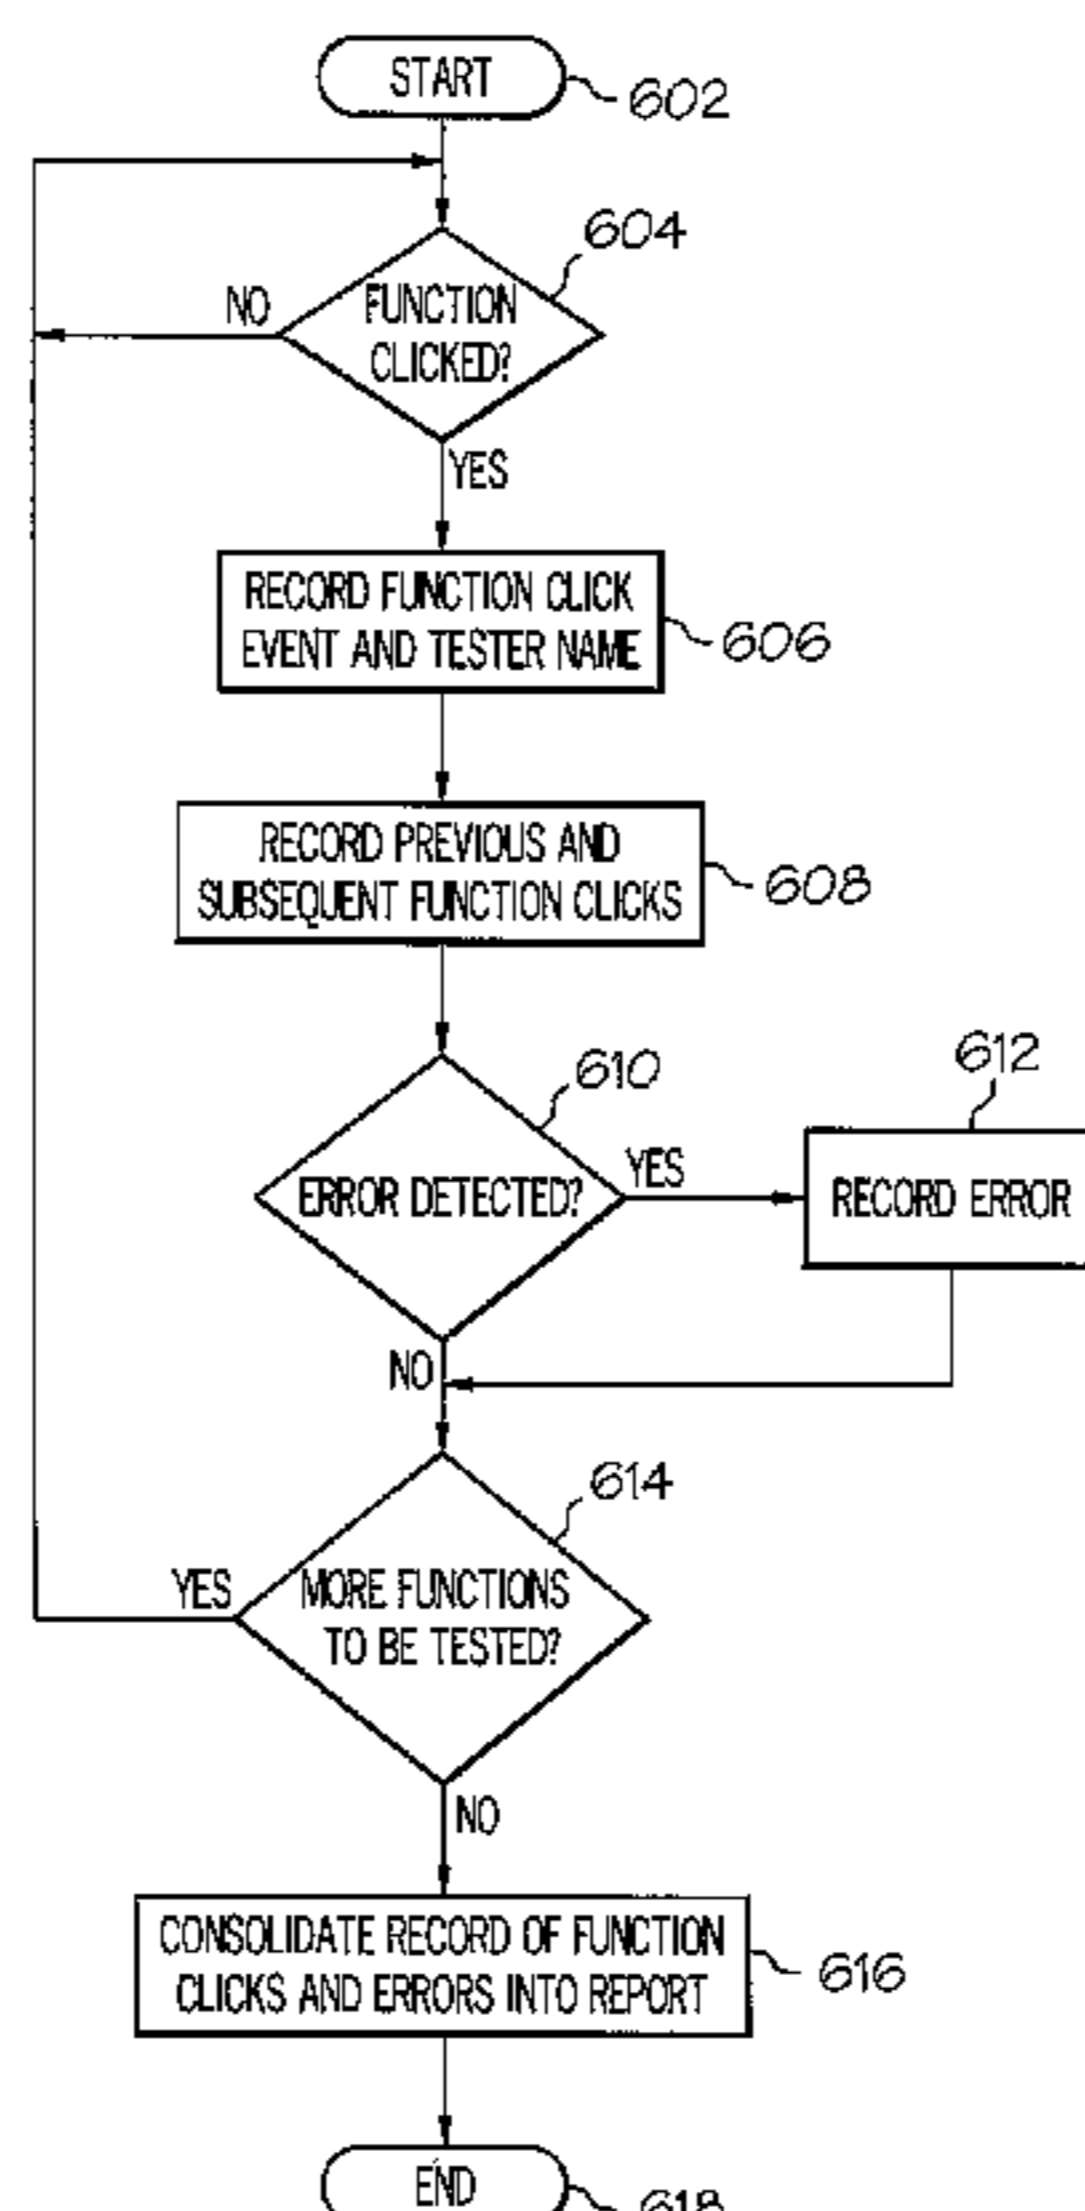 START
602
604
NO
FUNCTION
CLICKED?
YES
RECORD FUNCTION CLICK
EVENT AND TESTER NAME
606
RECORD PREVIOUS AND
SUBSEQUENT FUNCTION CLICKS
608
610
612
ERROR DETECTED?
YES
RECORD ERROR
NO
614
YES
MORE FUNCTIONS
TO BE TESTED?
NO
CONSOLIDATE RECORD OF FUNCTION
CLICKS AND ERRORS INTO REPORT
616
END
618